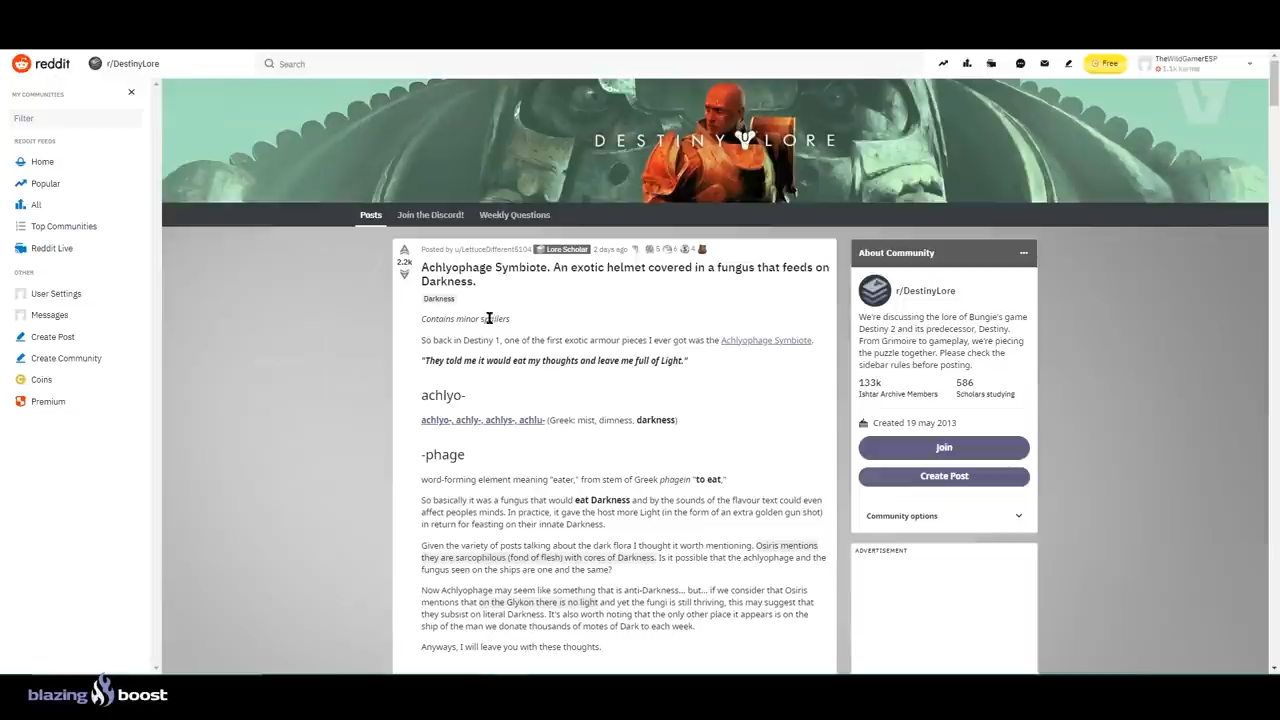 reddit
r/DestinyLore
Search
Free
TheWildGamerESP
1.1k karma
MY COMMUNITIES
Filter
REDDIT FEEDS
Home
Popular
All
Top Communities
Reddit Live
OTHER
User Settings
Messages
Create Post
Create Community
Coins
Premium
DESTINY LORE
Posts
Join the Discord!
Weekly Questions
2.2k
Posted by u/LettuceDifferent5104 Lore Scholar 2 days ago 5 6 4
Achlyophage Symbiote. An exotic helmet covered in a fungus that feeds on
Darkness.
Darkness
Contains minor spoilers
So back in Destiny 1, one of the first exotic armour pieces I ever got was the Achlyophage Symbiote.
"They told me it would eat my thoughts and leave me full of Light."
achlyo-
achlyo-, achly-, achlys-, achlu- (Greek: mist, dimness, darkness)
-phage
word-forming element meaning "eater," from stem of Greek phagein "to eat,"
So basically it was a fungus that would eat Darkness and by the sounds of the flavour text could even
affect peoples minds. In practice, it gave the host more Light (in the form of an extra golden gun shot)
in return for feasting on their innate Darkness.
Given the variety of posts talking about the dark flora I thought it worth mentioning. Osiris mentions
they are sarcophilous (fond of flesh) with cores of Darkness. Is it possible that the achlyophage and the
fungus seen on the ships are one and the same?
Now Achlyophage may seem like something that is anti-Darkness... but... if we consider that Osiris
mentions that on the Glykon there is no light and yet the fungi is still thriving, this may suggest that
they subsist on literal Darkness. It's also worth noting that the only other place it appears is on the
ship of the man we donate thousands of motes of Dark to each week.
Anyways, I will leave you with these thoughts.
About Community
r/DestinyLore
We're discussing the lore of Bungie's game
Destiny 2 and its predecessor, Destiny.
From Grimoire to gameplay, we're piecing
the puzzle together. Please check the
sidebar rules before posting.
133k
586
Ishtar Archive Members
Scholars studying
Created 19 may 2013
Join
Create Post
Community options
ADVERTISEMENT
blazing boost